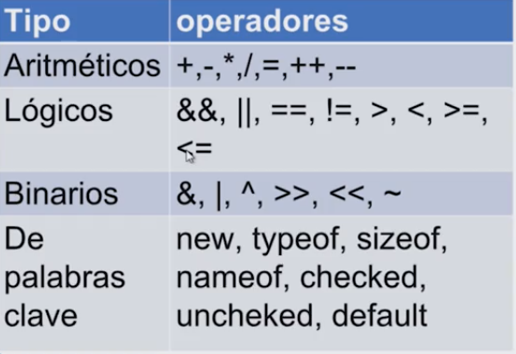 Tipo operadores
Aritméticos +,-,*,/,=,++,--
Lógicos &&, ||, ==, !=, >, <, >=,
<=
Binarios &, |, ^, >>, <<, ~
De new, typeof, sizeof,
palabras nameof, checked,
clave uncheked, default